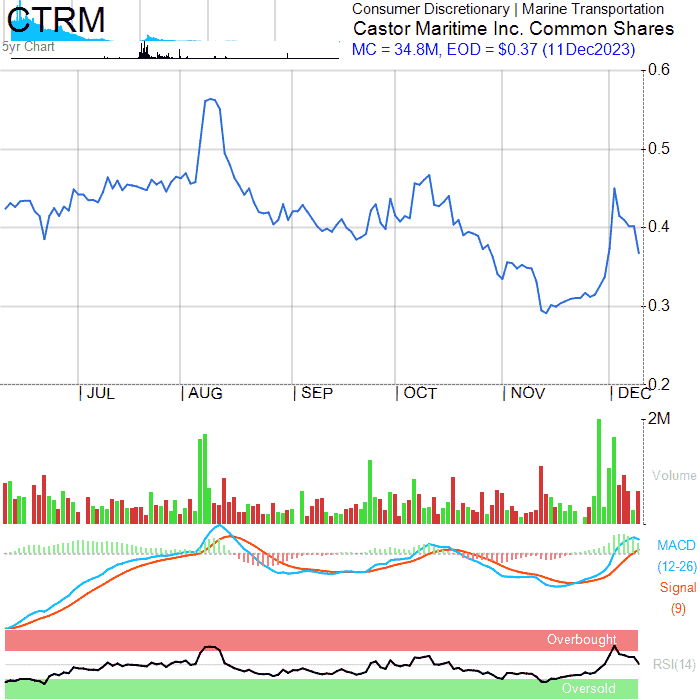 CTRM
Consumer Discretionary | Marine Transportation
Castor Maritime Inc. Common Shares
MC = 34.8M, EOD = $0.37 (11Dec2023)
5yr Chart
0.6
0.5
0.4
0.3
0.2
JUL AUG SEP OCT NOV DEC
2M
Volume
MACD
(12-26)
Signal
(9)
Overbought
RSI(14)
Oversold